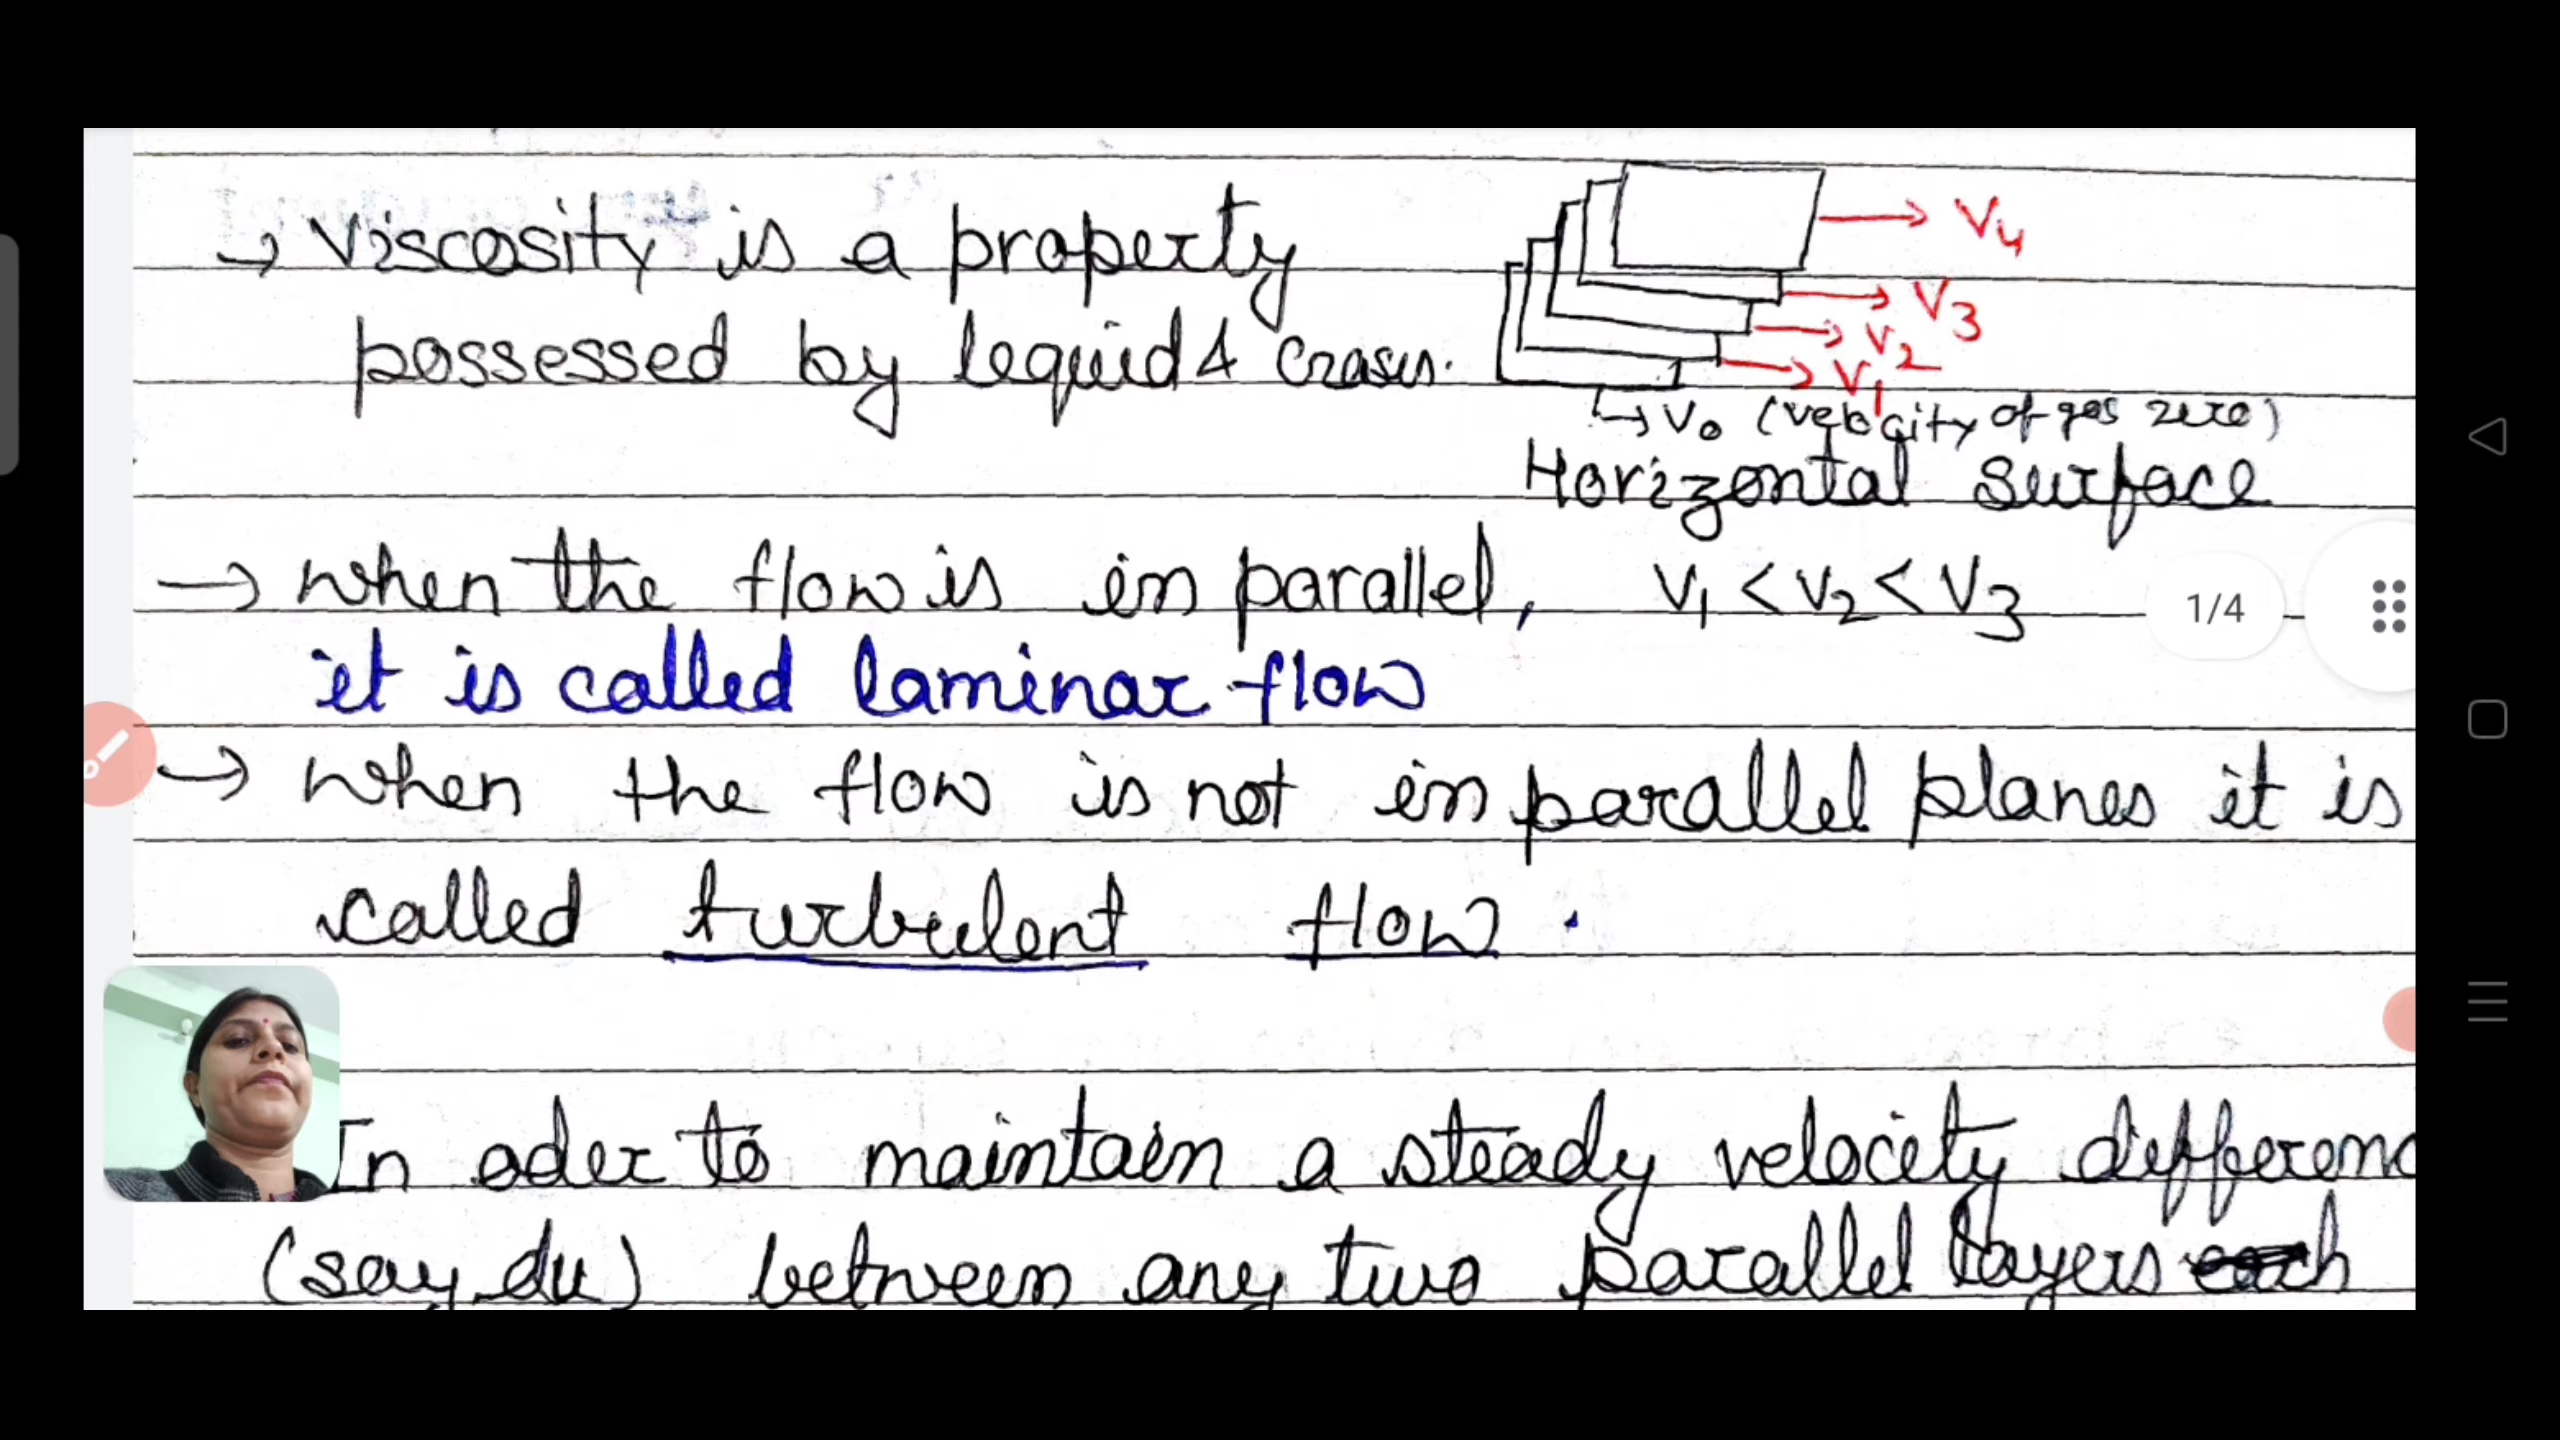 → Viscosity is a property
possessed by lequid & Gases.
→ V4
→ V3
→ V2
→ V1
→ V0 (velocity of gas zero)
Horizontal Surface
→ when the flow is in parallel, V1 < V2 < V3
it is called laminar flow
1/4
→ when the flow is not in parallel planes it is
called turbulent flow.
In oder to maintain a steady velocity differenc
(say du) between any two parallel layers